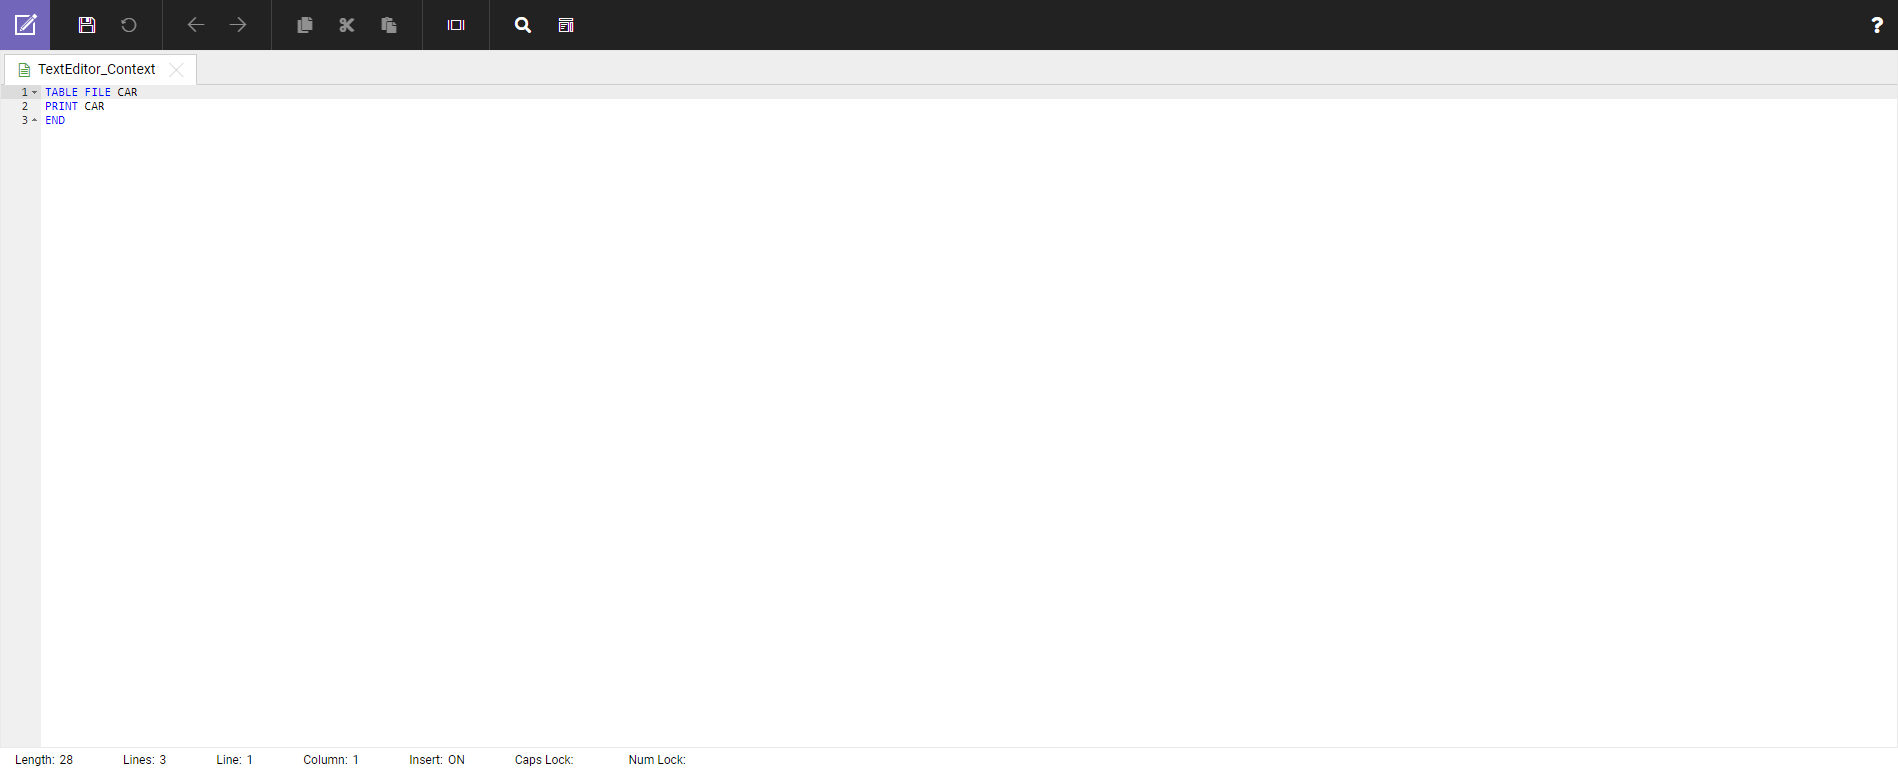 ?
TextEditor_Context
1 TABLE FILE CAR
2 PRINT CAR
3 END
Length: 28 Lines: 3 Line: 1 Column: 1 Insert: ON Caps Lock: Num Lock: